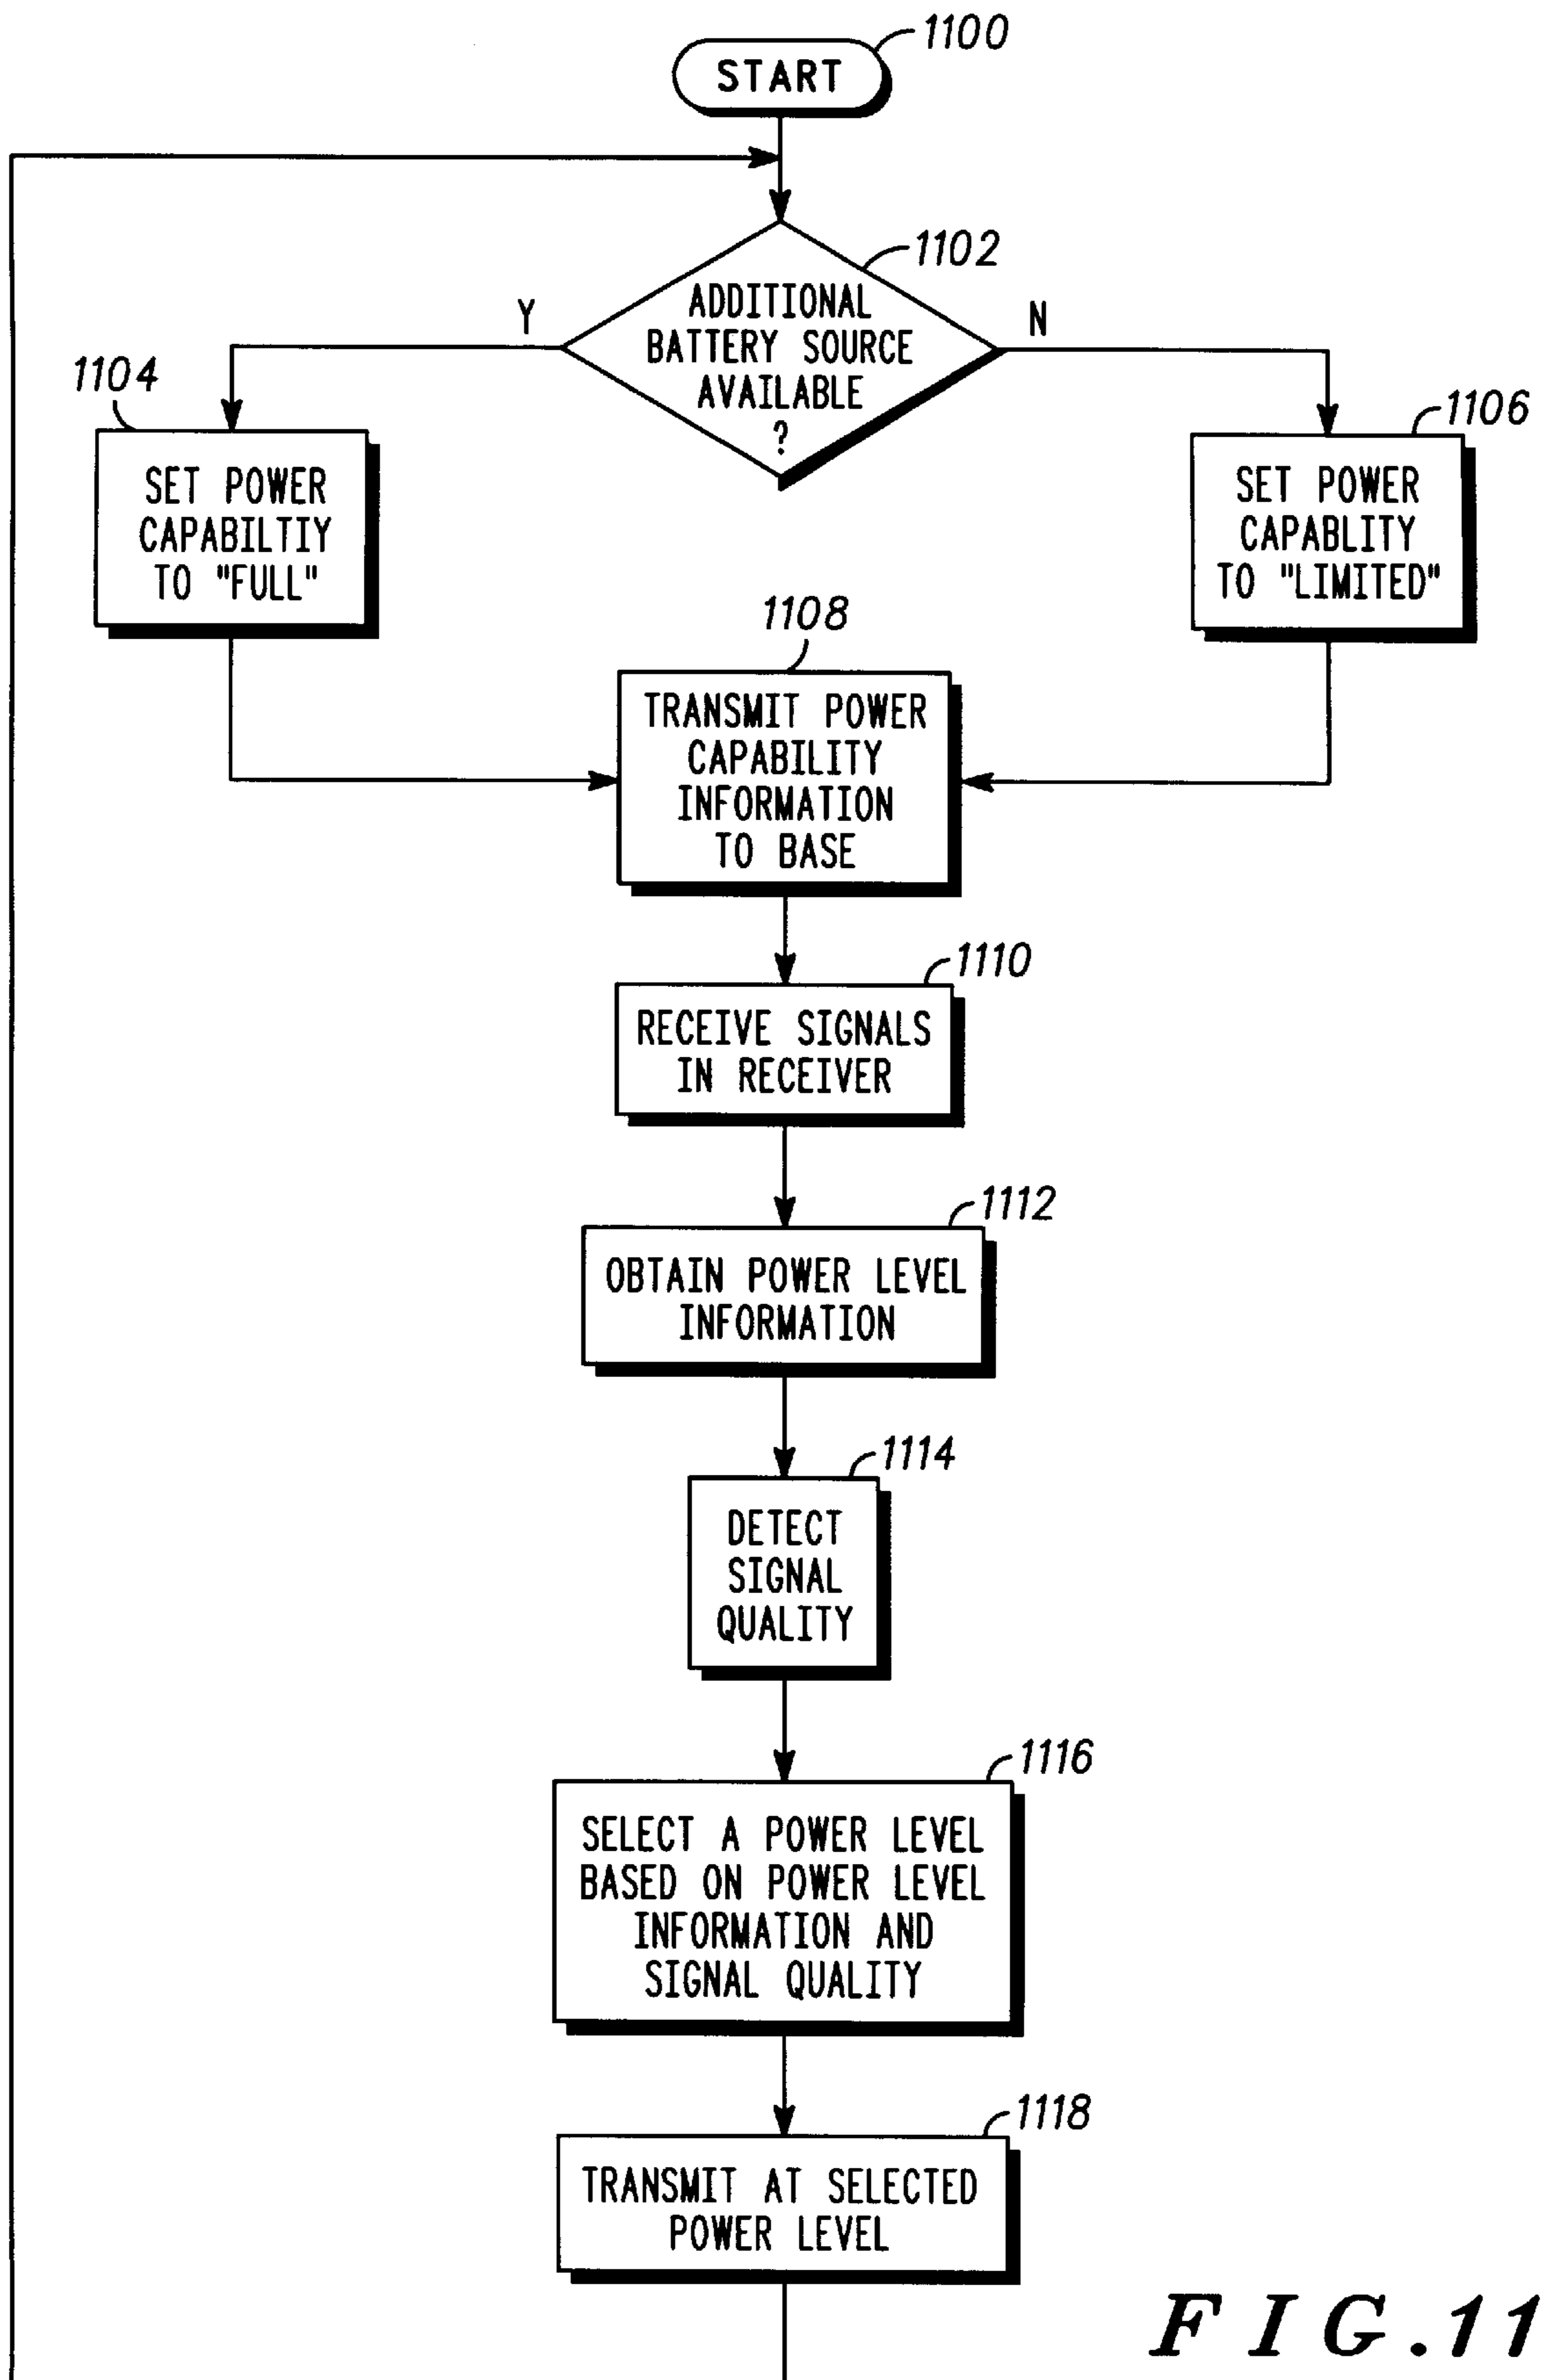 1100
START
1102
ADDITIONAL
BATTERY SOURCE
AVAILABLE
?
Y
N
1104
SET POWER
CAPABILTIY
TO "FULL"
1106
SET POWER
CAPABLITY
TO "LIMITED"
1108
TRANSMIT POWER
CAPABILITY
INFORMATION
TO BASE
1110
RECEIVE SIGNALS
IN RECEIVER
1112
OBTAIN POWER LEVEL
INFORMATION
1114
DETECT
SIGNAL
QUALITY
1116
SELECT A POWER LEVEL
BASED ON POWER LEVEL
INFORMATION AND
SIGNAL QUALITY
1118
TRANSMIT AT SELECTED
POWER LEVEL
FIG.11